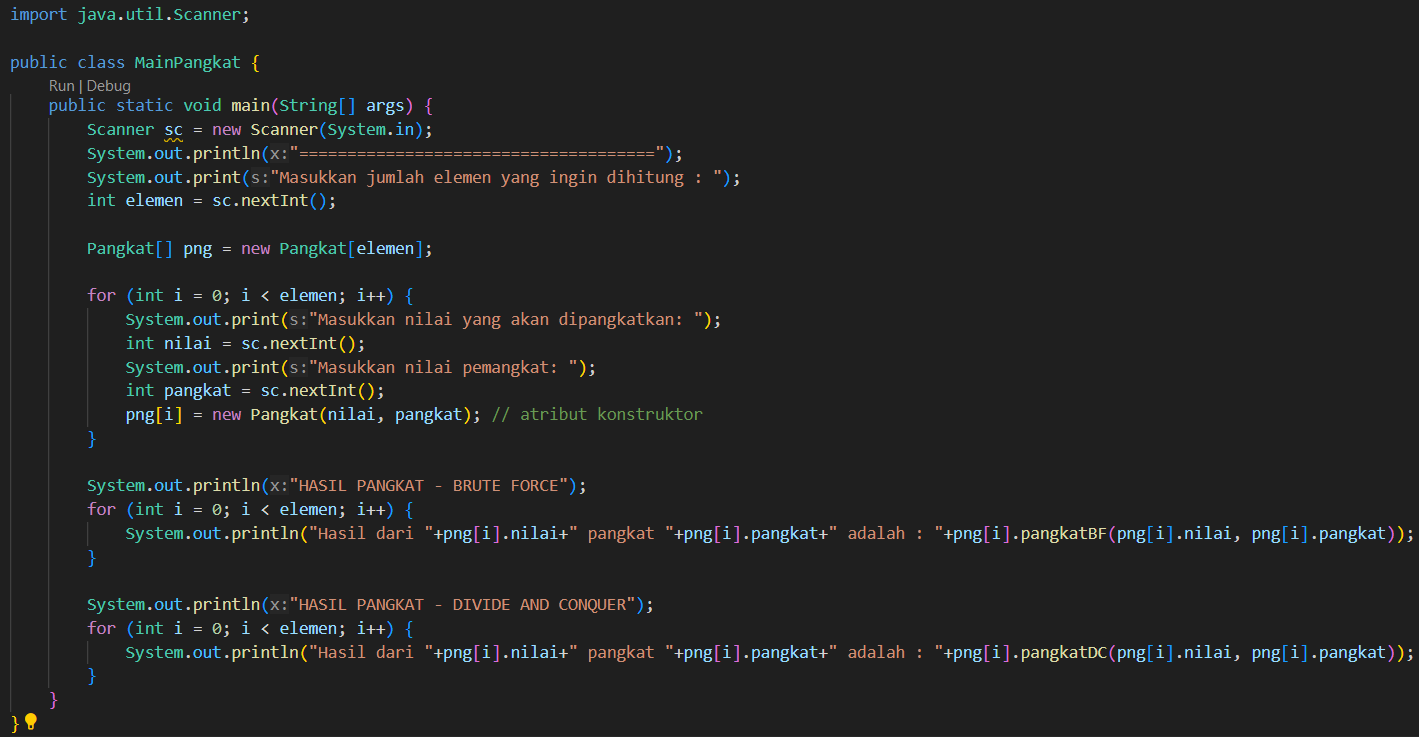 import java.util.Scanner;
public class MainPangkat {
Run | Debug
public static void main(String[] args) {
Scanner sc = new Scanner(System.in);
System.out.println(x:"=====================================");
System.out.print(s:"Masukkan jumlah elemen yang ingin dihitung : ");
int elemen = sc.nextInt();
Pangkat[] png = new Pangkat[elemen];
for (int i = 0; i < elemen; i++) {
System.out.print(s:"Masukkan nilai yang akan dipangkatkan: ");
int nilai = sc.nextInt();
System.out.print(s:"Masukkan nilai pemangkat: ");
int pangkat = sc.nextInt();
png[i] = new Pangkat(nilai, pangkat); // atribut konstruktor
}
System.out.println(x:"HASIL PANGKAT - BRUTE FORCE");
for (int i = 0; i < elemen; i++) {
System.out.println("Hasil dari "+png[i].nilai+" pangkat "+png[i].pangkat+" adalah : "+png[i].pangkatBF(png[i].nilai, png[i].pangkat));
}
System.out.println(x:"HASIL PANGKAT - DIVIDE AND CONQUER");
for (int i = 0; i < elemen; i++) {
System.out.println("Hasil dari "+png[i].nilai+" pangkat "+png[i].pangkat+" adalah : "+png[i].pangkatDC(png[i].nilai, png[i].pangkat));
}
}
}